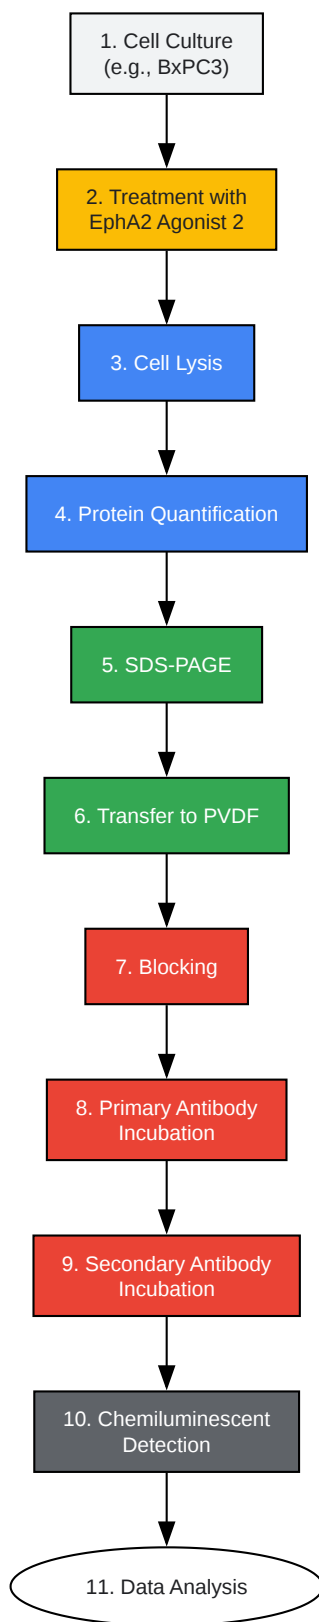 1. Cell Culture
(e.g., BxPC3)
2. Treatment with
EphA2 Agonist 2
3. Cell Lysis
4. Protein Quantification
5. SDS-PAGE
6. Transfer to PVDF
7. Blocking
8. Primary Antibody
Incubation
9. Secondary Antibody
Incubation
10. Chemiluminescent
Detection
11. Data Analysis